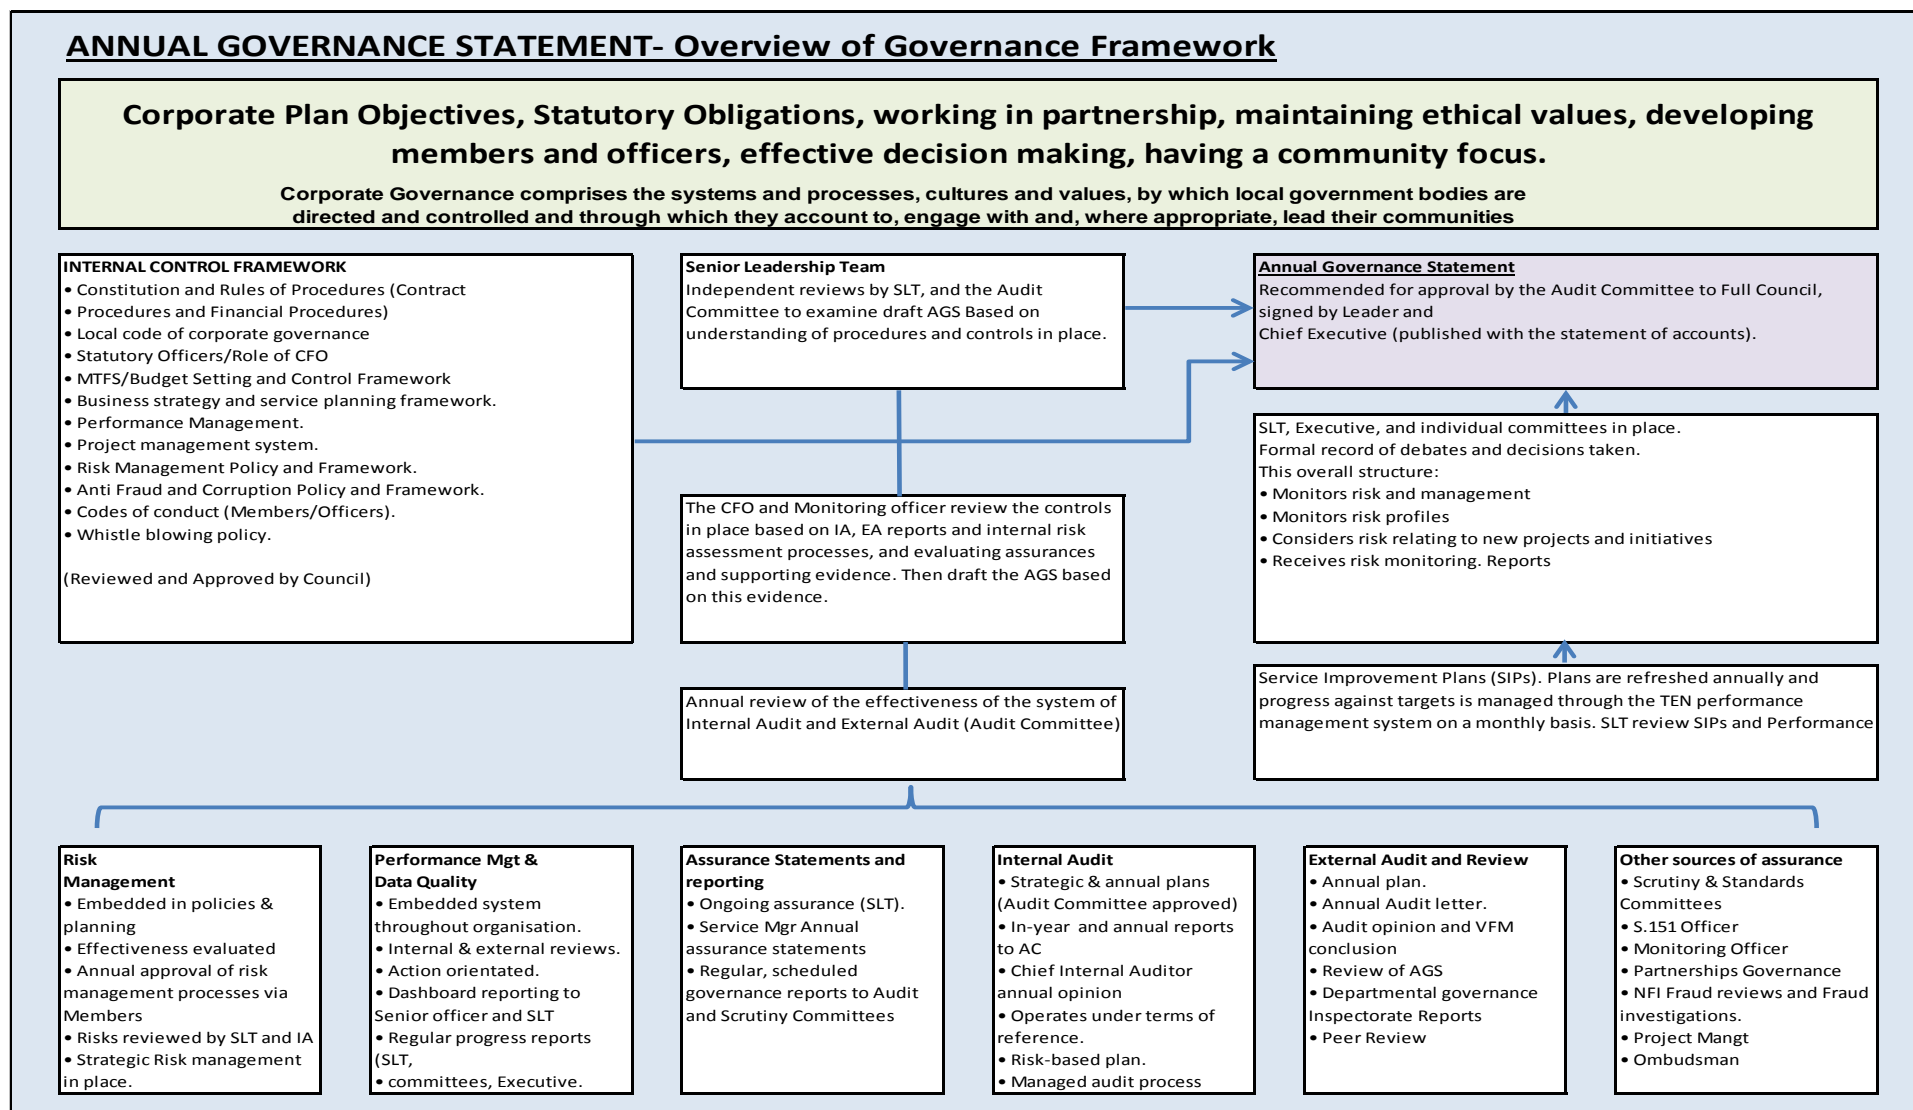 ANNUAL GOVERNANCE STATEMENT- Overview of Governance Framework
Corporate Plan Objectives, Statutory Obligations, working in partnership, maintaining ethical values, developing
members and officers, effective decision making, having a community focus.
Corporate Governance comprises the systems and processes, cultures and values, by which local government bodies are
directed and controlled and through which they account to, engage with and, where appropriate, lead their communities
INTERNAL CONTROL FRAMEWORK
• Constitution and Rules of Procedures (Contract
• Procedures and Financial Procedures)
• Local code of corporate governance
• Statutory Officers/Role of CFO
• MTFS/Budget Setting and Control Framework
• Business strategy and service planning framework.
• Performance Management.
• Project management system.
• Risk Management Policy and Framework.
• Anti Fraud and Corruption Policy and Framework.
• Codes of conduct (Members/Officers).
• Whistle blowing policy.
(Reviewed and Approved by Council)
Senior Leadership Team
Independent reviews by SLT, and the Audit
Committee to examine draft AGS Based on
understanding of procedures and controls in place.
Annual Governance Statement
Recommended for approval by the Audit Committee to Full Council,
signed by Leader and
Chief Executive (published with the statement of accounts).
The CFO and Monitoring officer review the controls
in place based on IA, EA reports and internal risk
assessment processes, and evaluating assurances
and supporting evidence. Then draft the AGS based
on this evidence.
SLT, Executive, and individual committees in place.
Formal record of debates and decisions taken.
This overall structure:
• Monitors risk and management
• Monitors risk profiles
• Considers risk relating to new projects and initiatives
• Receives risk monitoring. Reports
Annual review of the effectiveness of the system of
Internal Audit and External Audit (Audit Committee)
Service Improvement Plans (SIPs). Plans are refreshed annually and
progress against targets is managed through the TEN performance
management system on a monthly basis. SLT review SIPs and Performance
Risk
Management
• Embedded in policies &
planning
• Effectiveness evaluated
• Annual approval of risk
management processes via
Members
• Risks reviewed by SLT and IA
• Strategic Risk management
in place.
Performance Mgt &
Data Quality
• Embedded system
throughout organisation.
• Internal & external reviews.
• Action orientated.
• Dashboard reporting to
Senior officer and SLT
• Regular progress reports
(SLT,
• committees, Executive.
Assurance Statements and
reporting
• Ongoing assurance (SLT).
• Service Mgr Annual
assurance statements
• Regular, scheduled
governance reports to Audit
and Scrutiny Committees
Internal Audit
• Strategic & annual plans
(Audit Committee approved)
• In-year and annual reports
to AC
• Chief Internal Auditor
annual opinion
• Operates under terms of
reference.
• Risk-based plan.
• Managed audit process
External Audit and Review
• Annual plan.
• Annual Audit letter.
• Audit opinion and VFM
conclusion
• Review of AGS
• Departmental governance
Inspectorate Reports
• Peer Review
Other sources of assurance
• Scrutiny & Standards
Committees
• S.151 Officer
• Monitoring Officer
• Partnerships Governance
• NFI Fraud reviews and Fraud
investigations.
• Project Mangt
• Ombudsman